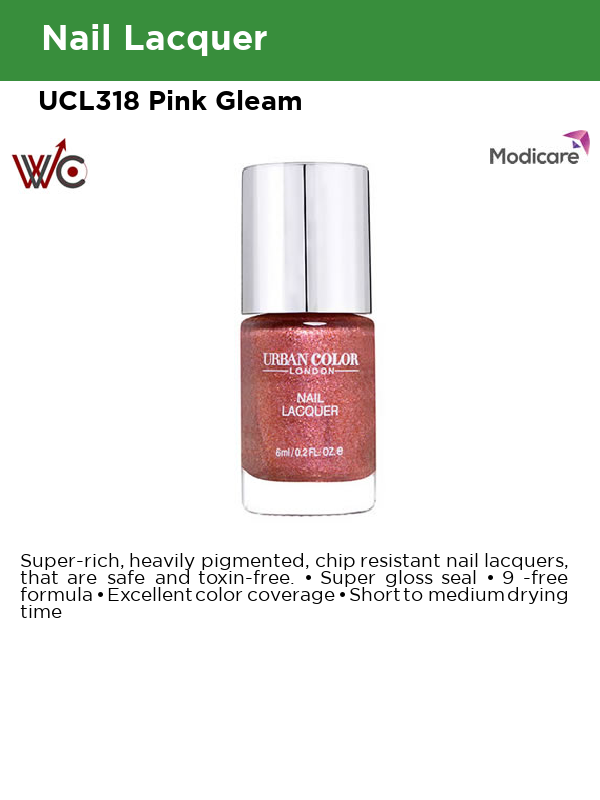 Nail Lacquer
UCL318 Pink Gleam
WC
Modicare
URBAN COLOR
LONDON
NAIL
LACQUER
6ml/0.2 FL. OZ. e
Super-rich, heavily pigmented, chip resistant nail lacquers,
that are safe and toxin-free. • Super gloss seal • 9 -free
formula • Excellent color coverage • Short to medium drying
time